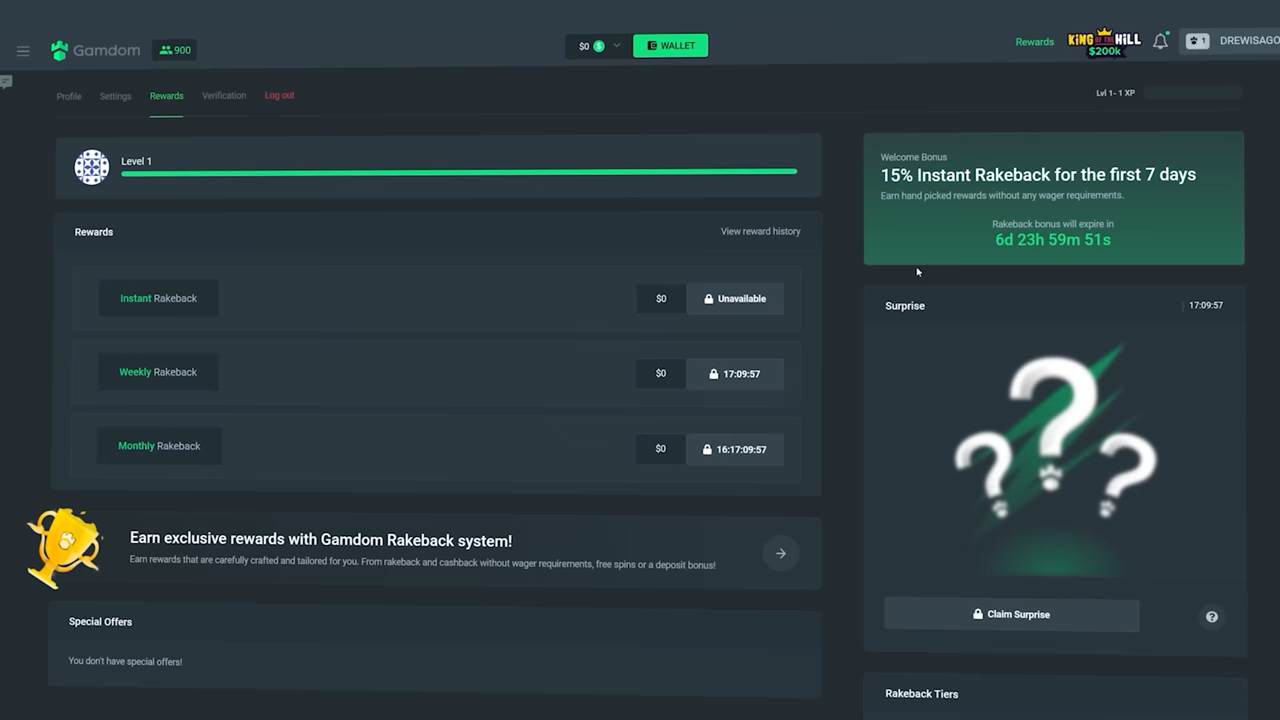 Gamdom
900
$0
WALLET
Rewards
KING OF THE HILL
$200k
1
DREWISAGO
Profile
Settings
Rewards
Verification
Log out
Lvl 1- 1 XP
Level 1
Welcome Bonus
15% Instant Rakeback for the first 7 days
Earn hand picked rewards without any wager requirements.
Rakeback bonus will expire in
6d 23h 59m 51s
Rewards
View reward history
Instant Rakeback
$0
Unavailable
Weekly Rakeback
$0
17:09:57
Monthly Rakeback
$0
16:17:09:57
Surprise
17:09:57
???
Claim Surprise
?
Earn exclusive rewards with Gamdom Rakeback system!
Earn rewards that are carefully crafted and tailored for you. From rakeback and cashback without wager requirements, free spins or a deposit bonus!
Special Offers
You don't have special offers!
Rakeback Tiers